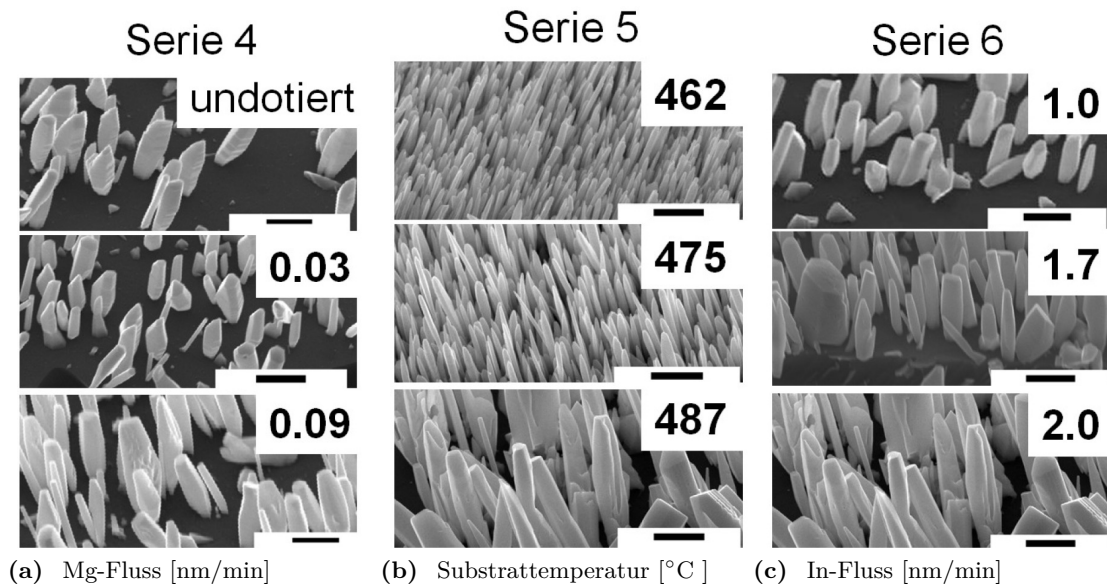 Serie 4
undotiert
0.03
0.09
(a) Mg-Fluss [nm/min]
Serie 5
462
475
487
(b) Substrattemperatur [°C ]
Serie 6
1.0
1.7
2.0
(c) In-Fluss [nm/min]